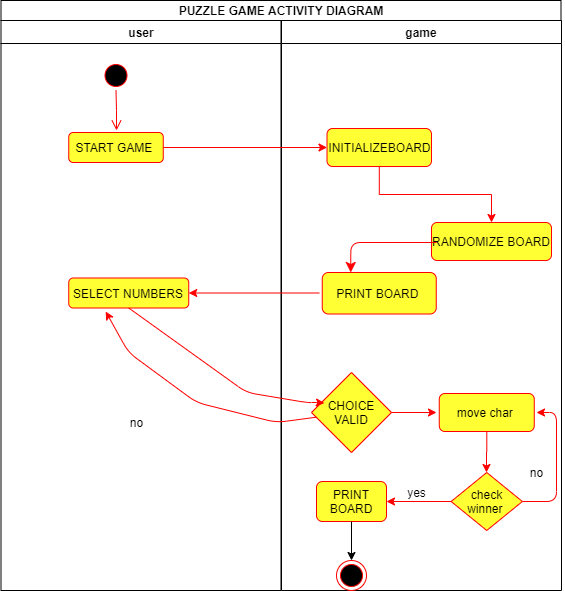 PUZZLE GAME ACTIVITY DIAGRAM
user
game
START GAME
INITIALIZEBOARD
RANDOMIZE BOARD
SELECT NUMBERS
PRINT BOARD
CHOICE
VALID
move char
no
no
check
winner
yes
PRINT
BOARD